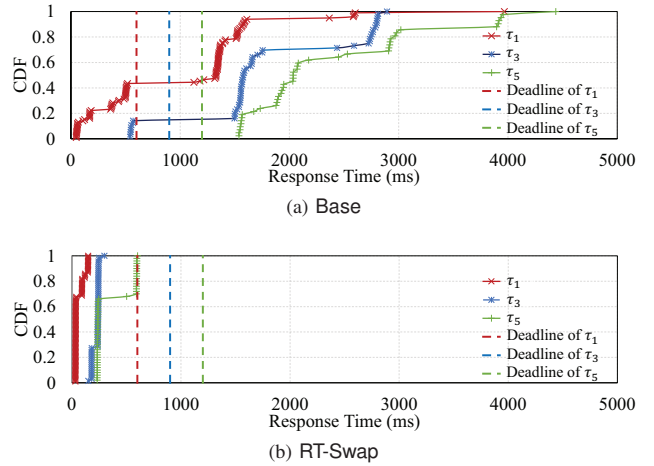 1
0.8
0.6
0.4
0.2
0
CDF
τ1
τ3
τ5
Deadline of τ1
Deadline of τ3
Deadline of τ5
0 1000 2000 3000 4000 5000
Response Time (ms)
(a) Base
1
0.8
0.6
0.4
0.2
0
CDF
τ1
τ3
τ5
Deadline of τ1
Deadline of τ3
Deadline of τ5
0 1000 2000 3000 4000 5000
Response Time (ms)
(b) RT-Swap